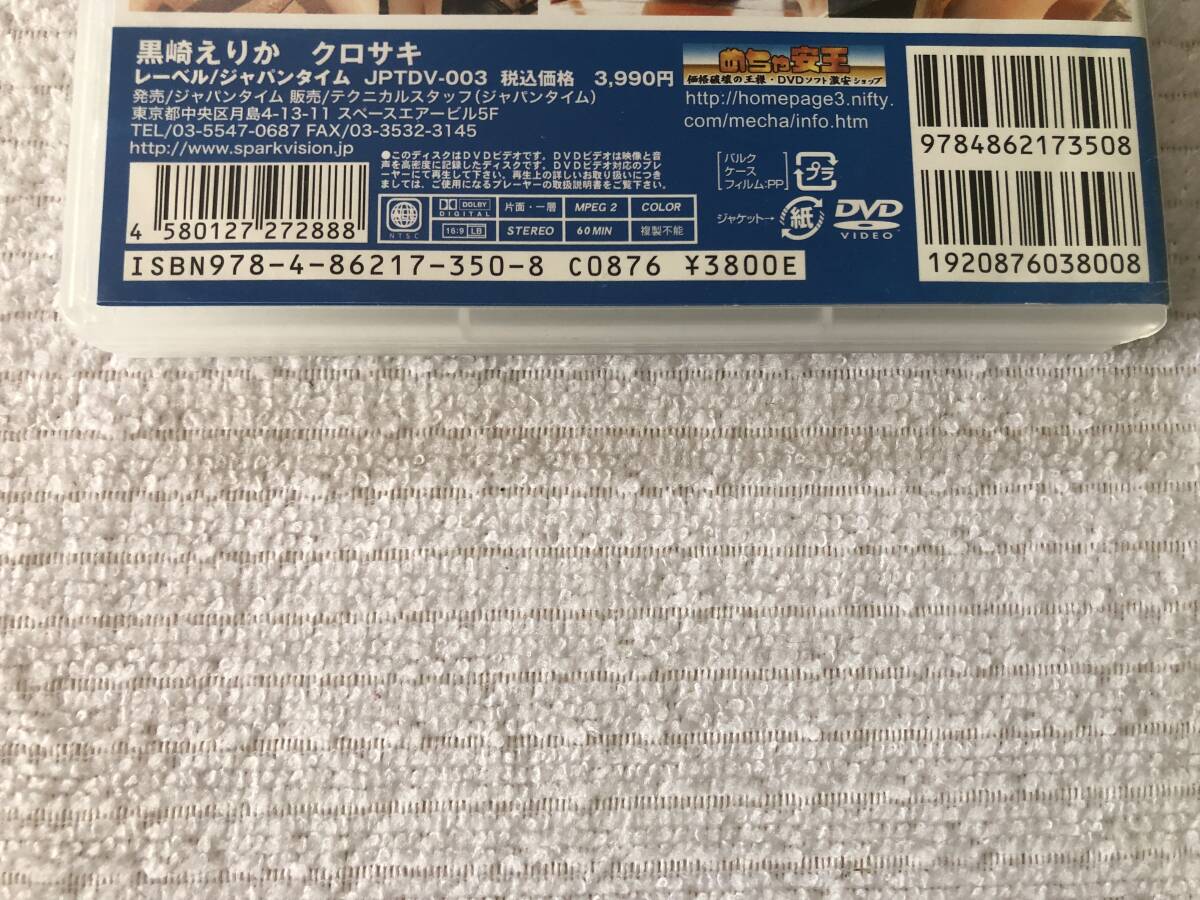 黒崎えりか　クロサキ
レーベル/ジャパンタイム JPTDV-003 税込価格 3,990円
発売/ジャパンタイム 販売/テクニカルスタッフ(ジャパンタイム)
東京都中央区月島4-13-11 スペースエアービル5F
TEL/03-5547-0687 FAX/03-3532-3145
http://www.sparkvision.jp
めちゃ安王
価格破壊の王様・DVDソフト激安ショップ
http://homepage3.nifty.
com/mecha/info.htm
9784862173508
1920876038008
4 580127 272888
●このディスクはDVDビデオです。DVDビデオは映像と音
声を高密度に記録したディスクです。DVDビデオ対応のプレ
ーヤーにて再生して下さい。再生上の詳しいお取り扱いにつき
ましては、ご使用になるプレーヤーの取扱説明書をご覧下さい。
NTSC
DOLBY
DIGITAL
片面・一層
MPEG 2
COLOR
16:9 LB
STEREO
60 MIN
複製不能
バルク
ケース
フィルム:PP
プラ
ジャケット→
紙
DVD
VIDEO
ISBN978-4-86217-350-8 C0876 ¥3800E